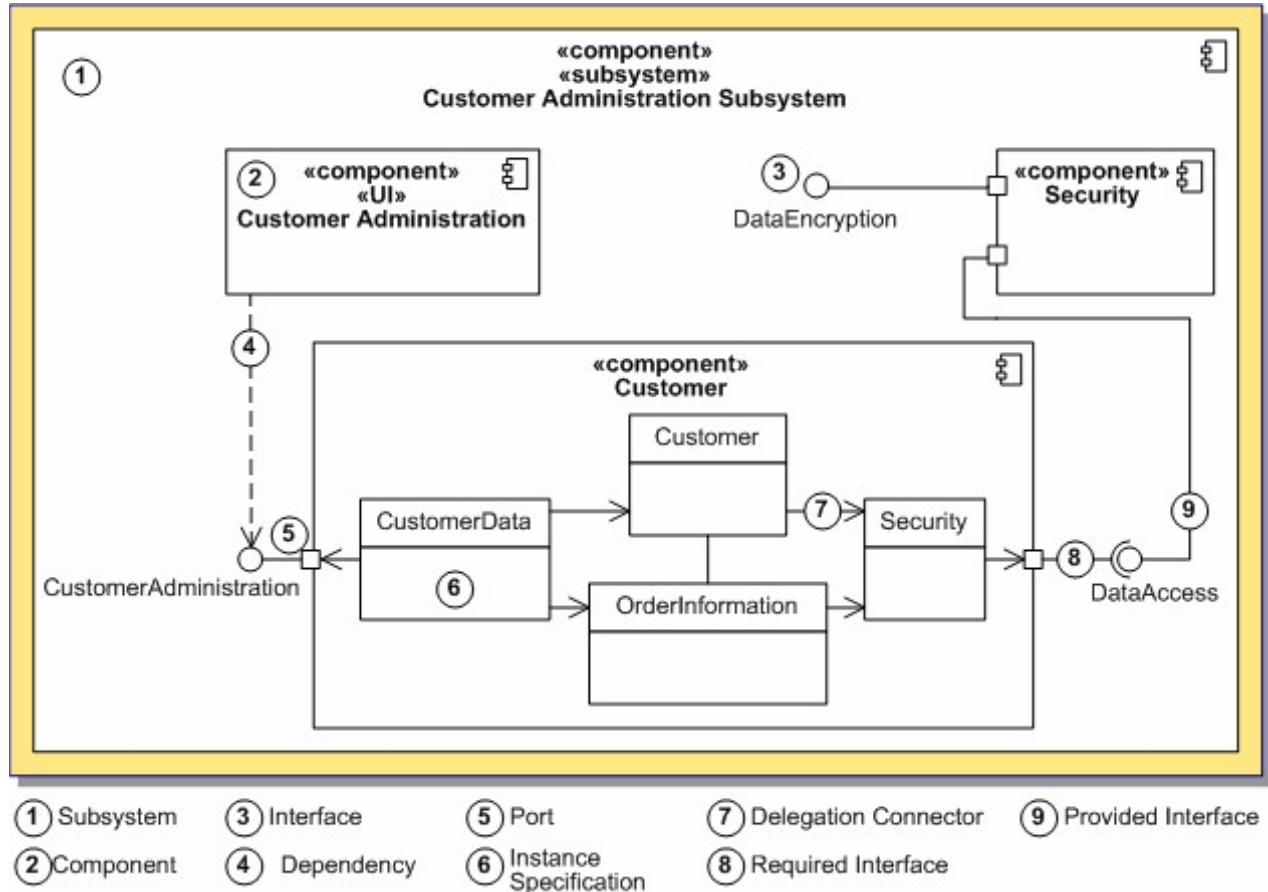 «component»
«subsystem»
Customer Administration Subsystem
1
2
«component»
«UI»
Customer Administration
3
DataEncryption
«component»
Security
4
«component»
Customer
Customer
CustomerData
7
Security
9
5
CustomerAdministration
6
OrderInformation
8
DataAccess
1 Subsystem
3 Interface
5 Port
7 Delegation Connector
9 Provided Interface
2 Component
4 Dependency
6 Instance
Specification
8 Required Interface